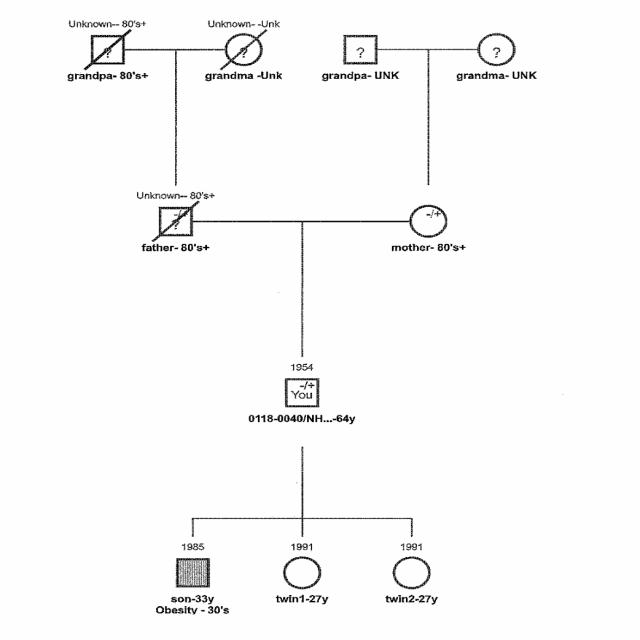 Unknown-- 80's+ Unknown-- -Unk
? ? ? ?
grandpa- 80's+ grandma -Unk grandpa- UNK grandma- UNK
Unknown-- 80's+
-/+ -/+
?
father- 80's+ mother- 80's+
1954
-/+
You
0118-0040/NH...-64y
1985 1991 1991
son-33y twin1-27y twin2-27y
Obesity - 30's